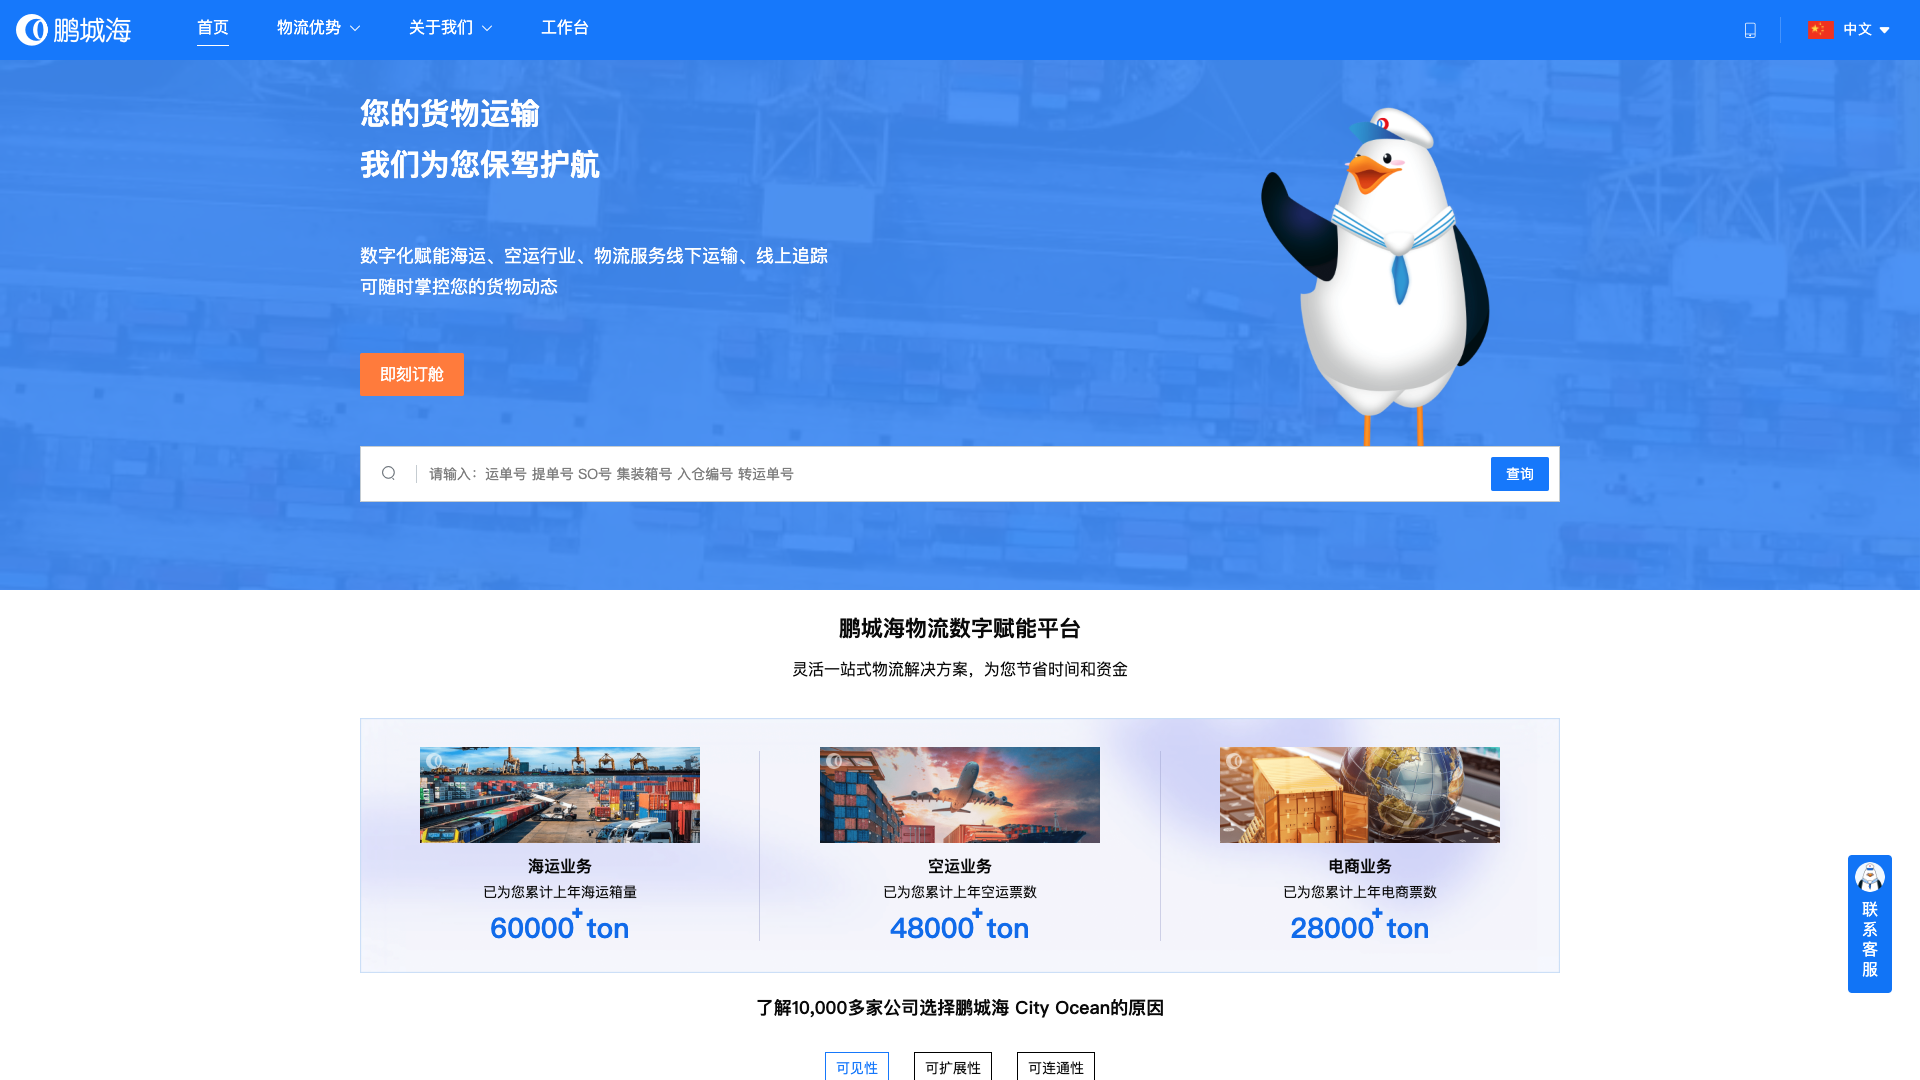 鹏城海
首页
物流优势
关于我们
工作台
中文
您的货物运输
我们为您保驾护航
数字化赋能海运、空运行业、物流服务线下运输、线上追踪
可随时掌控您的货物动态
即刻订舱
请输入：运单号 提单号 SO号 集装箱号 入仓编号 转运单号
查询
鹏城海物流数字赋能平台
灵活一站式物流解决方案，为您节省时间和资金
海运业务
已为您累计上年海运箱量
60000+ton
空运业务
已为您累计上年空运票数
48000+ton
电商业务
已为您累计上年电商票数
28000+ton
联系客服
了解10,000多家公司选择鹏城海 City Ocean的原因
可见性
可扩展性
可连通性